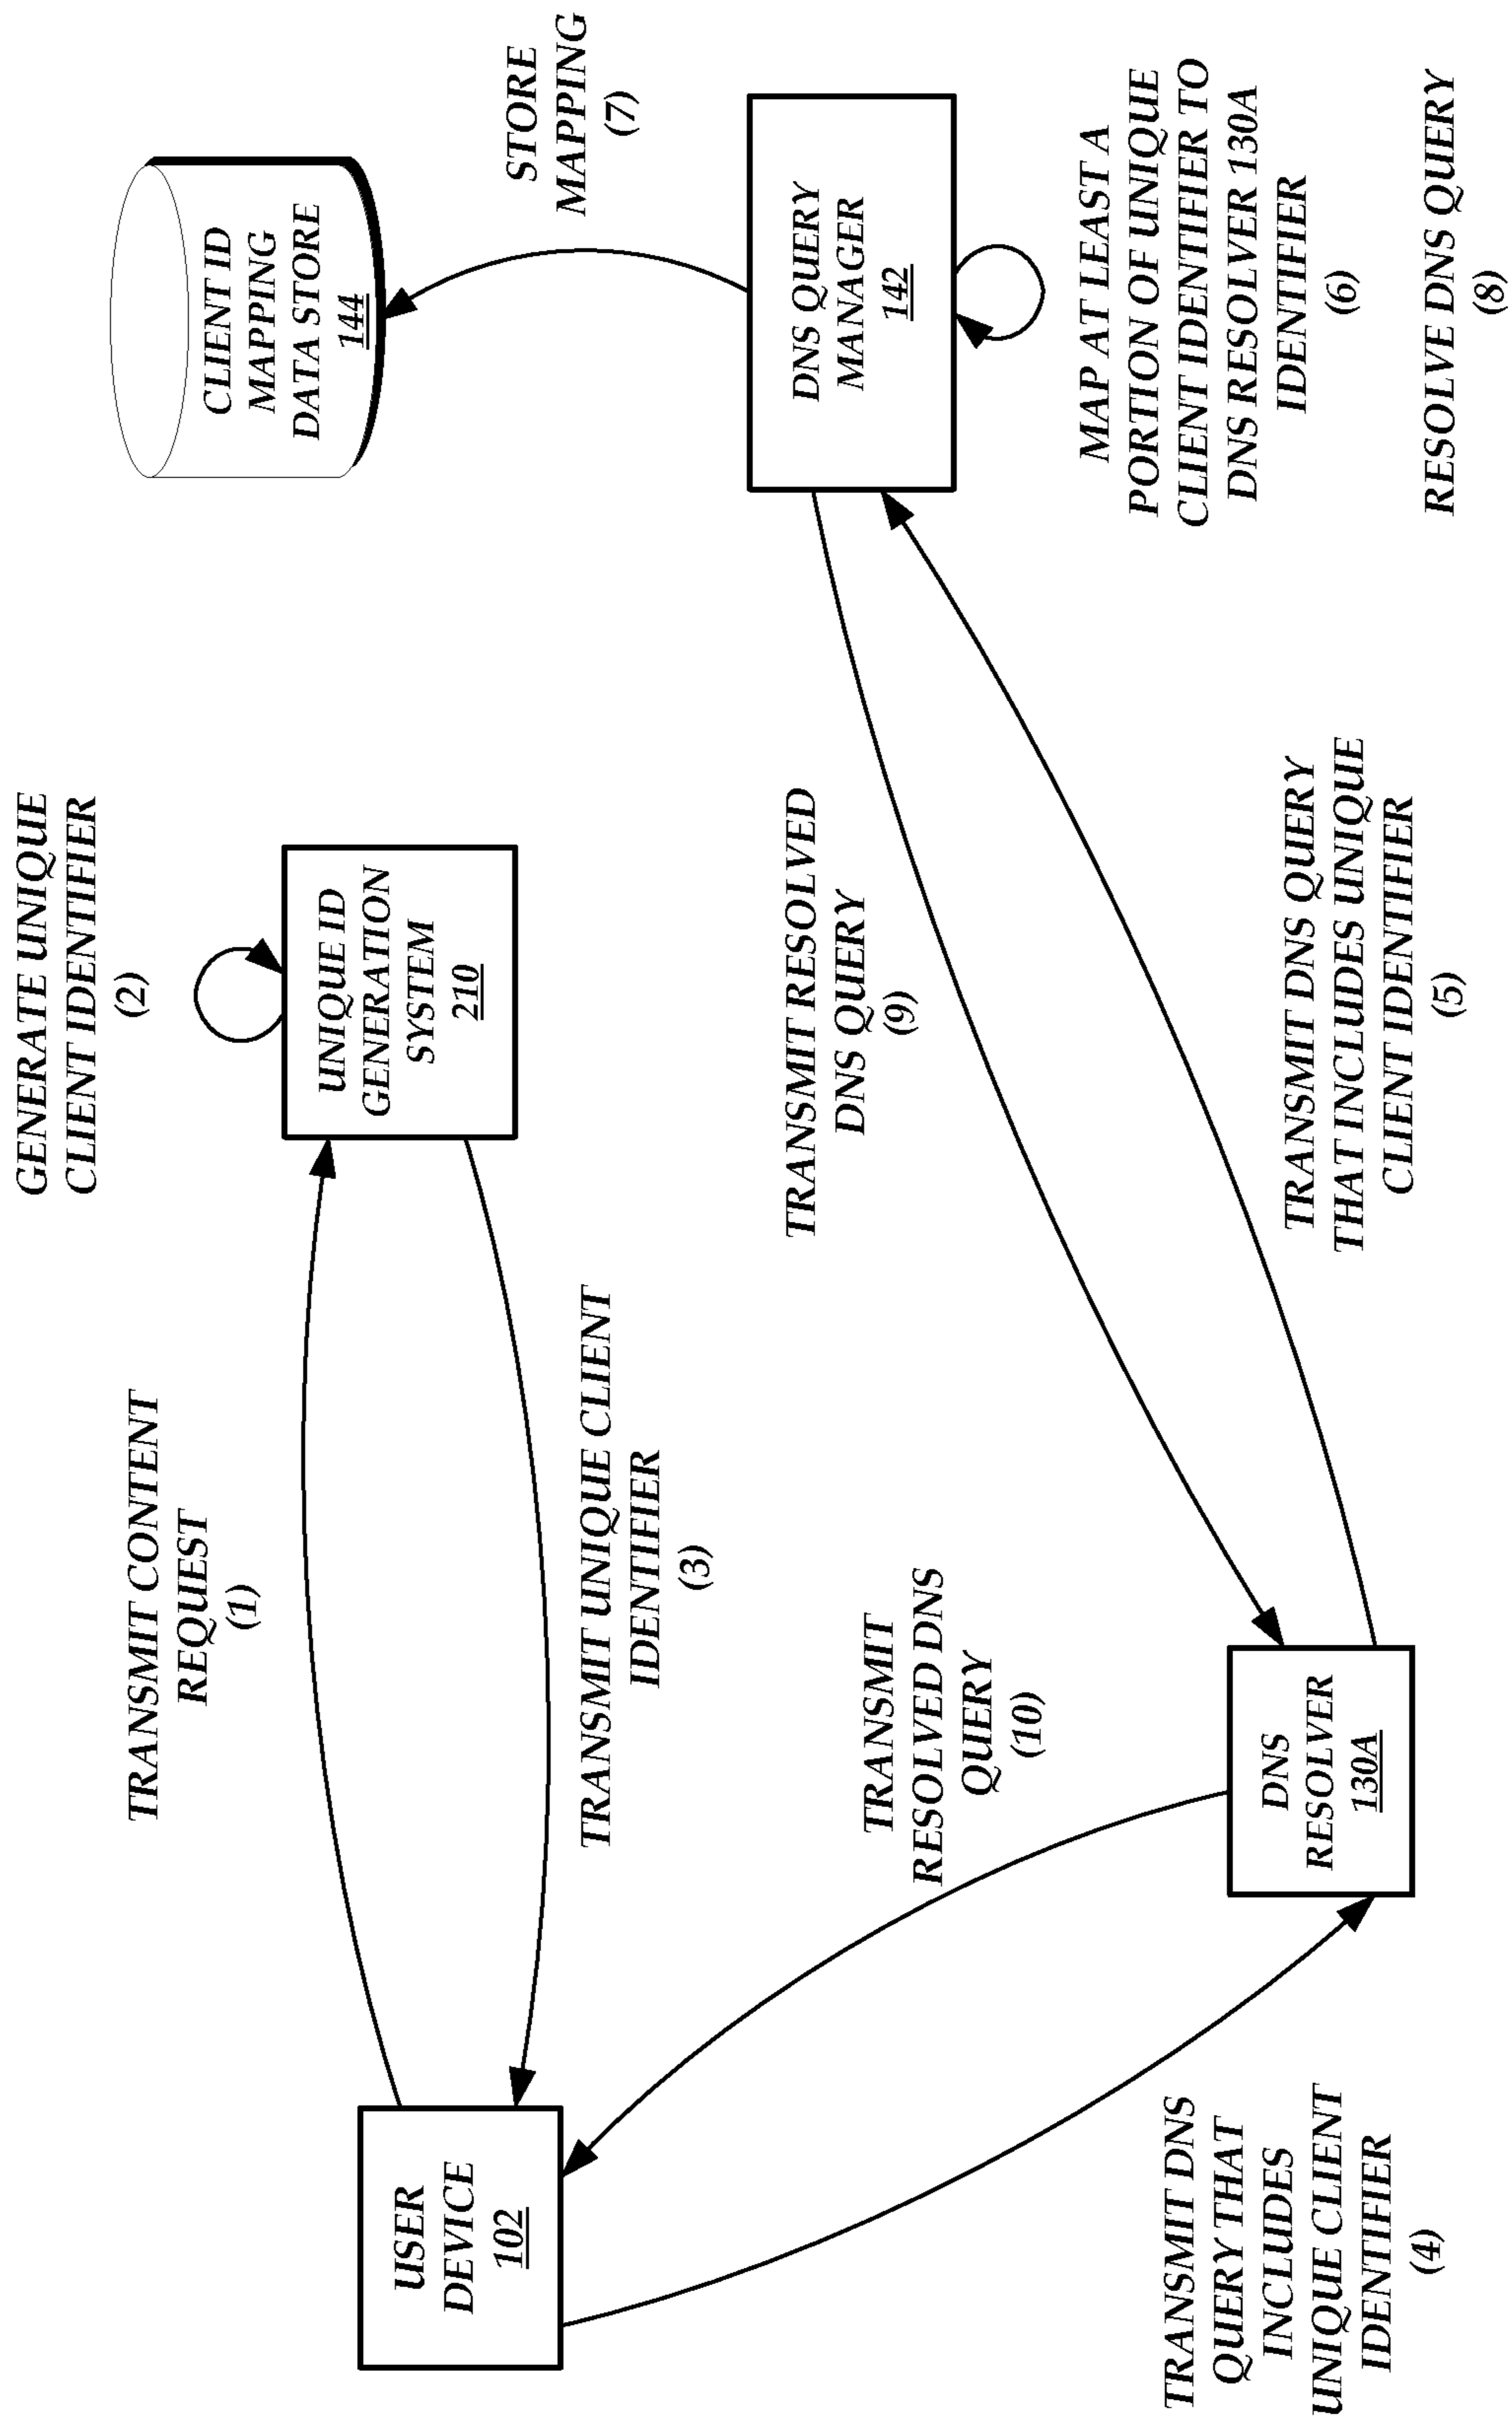 GENERATE UNIQUE
CLIENT IDENTIFIER
(2)
TRANSMIT CONTENT
REQUEST
(1)
UNIQUE ID
GENERATION
SYSTEM
210
CLIENT ID
MAPPING
DATA STORE
144
USER
DEVICE
102
TRANSMIT UNIQUE CLIENT
IDENTIFIER
(3)
STORE
MAPPING
(7)
TRANSMIT RESOLVED
DNS QUERY
(9)
DNS QUERY
MANAGER
142
TRANSMIT
RESOLVED DNS
QUERY
(10)
MAP AT LEAST A
PORTION OF UNIQUE
CLIENT IDENTIFIER TO
DNS RESOLVER 130A
IDENTIFIER
(6)
TRANSMIT DNS
QUERY THAT
INCLUDES
UNIQUE CLIENT
IDENTIFIER
(4)
DNS
RESOLVER
130A
TRANSMIT DNS QUERY
THAT INCLUDES UNIQUE
CLIENT IDENTIFIER
(5)
RESOLVE DNS QUERY
(8)